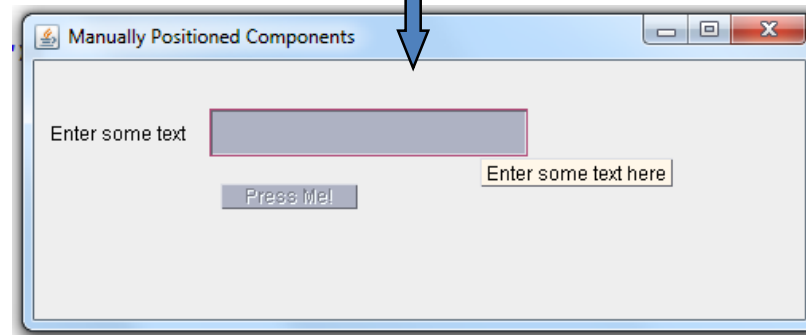 Manually Positioned Components
Enter some text
Enter some text here
Press Me!